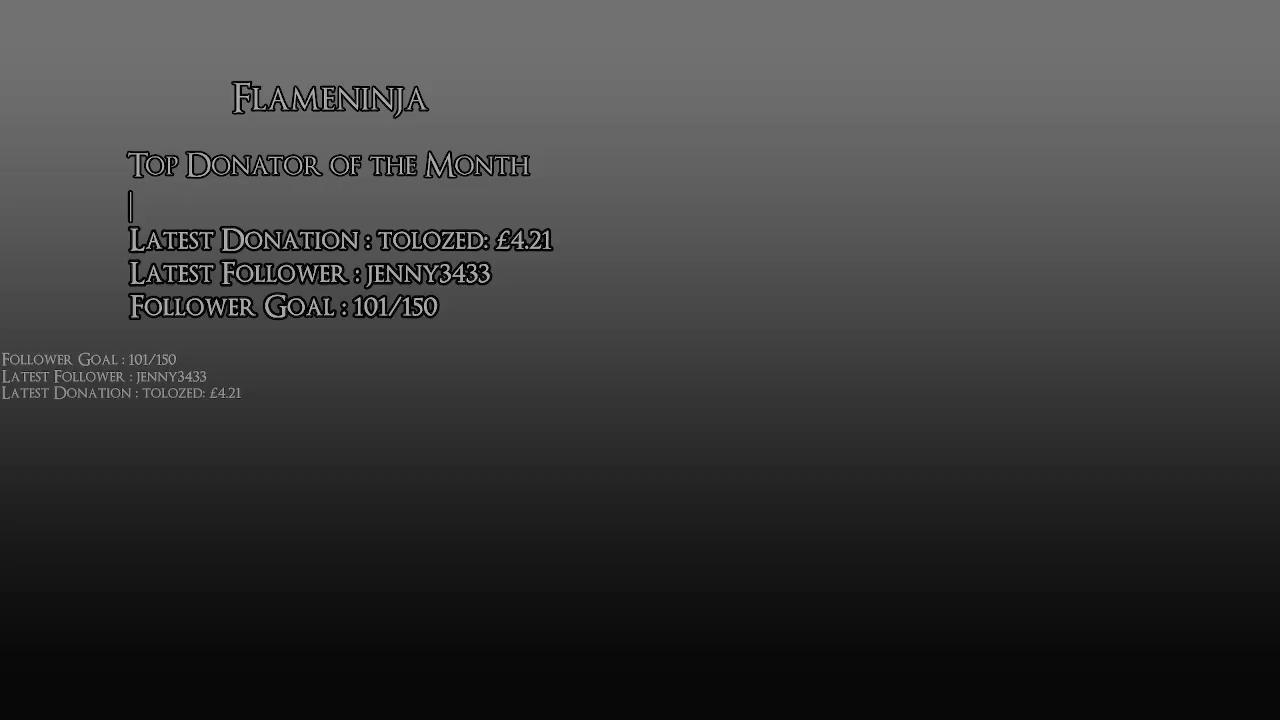 Flameninja
Top Donator of the Month
|
Latest Donation : tolozed: £4.21
Latest Follower : jenny3433
Follower Goal : 101/150
Follower Goal : 101/150
Latest Follower : jenny3433
Latest Donation : tolozed: £4.21